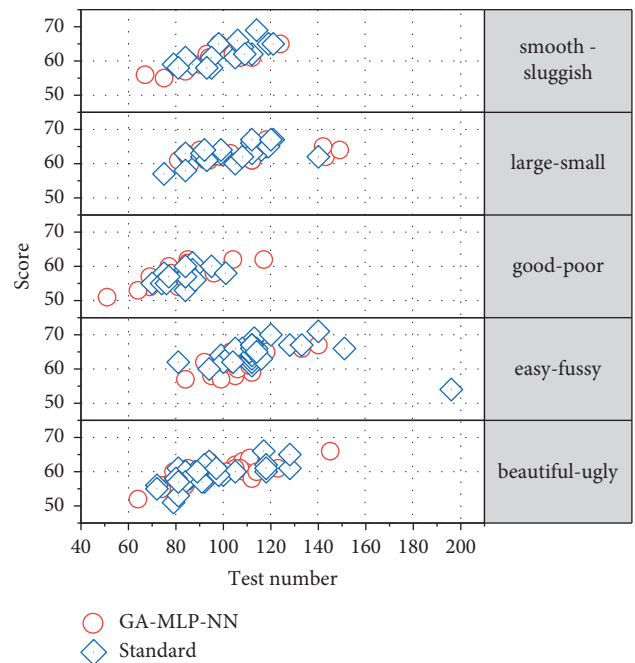 70
60
50
smooth -
sluggish
70
60
50
large-small
70
60
50
good-poor
70
60
50
easy-fussy
70
60
50
beautiful-ugly
Score
40 60 80 100 120 140 160 180 200
Test number
GA-MLP-NN
Standard